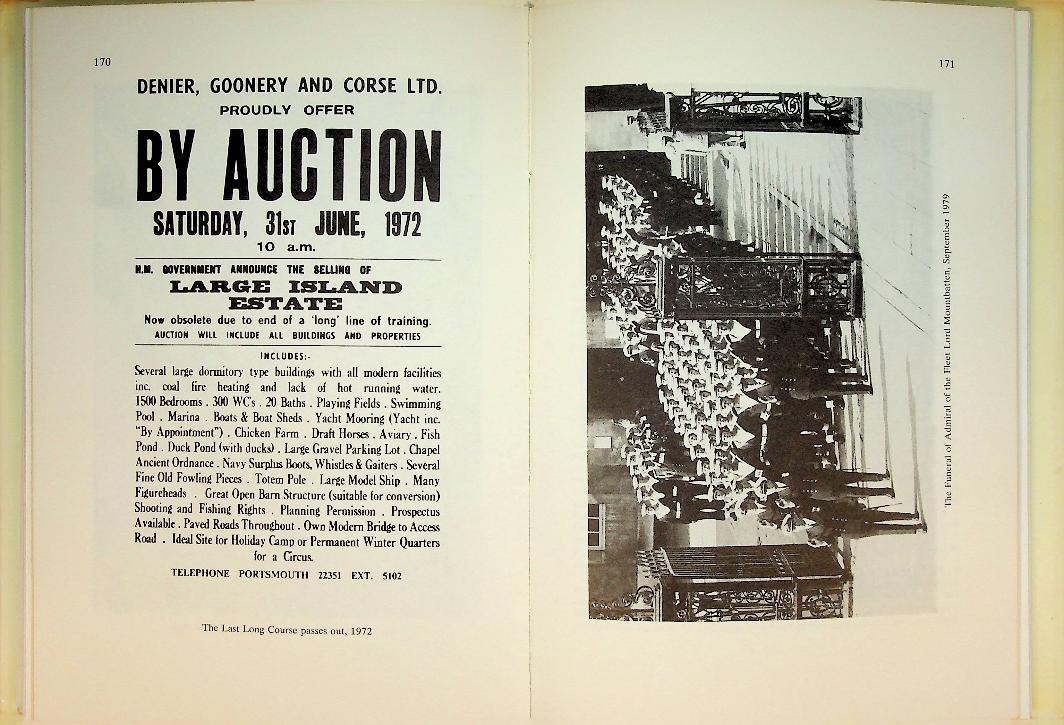 170
DENIER, GOONERY AND CORSE LTD.
PROUDLY OFFER
BY AUCTION
SATURDAY, 31ST JUNE, 1972
10 a.m.
H.M. GOVERNMENT ANNOUNCE THE SELLING OF
LARGE ISLAND
ESTATE
Now obsolete due to end of a 'long' line of training.
AUCTION WILL INCLUDE ALL BUILDINGS AND PROPERTIES
INCLUDES:-
Several large dormitory type buildings with all modern facilities
inc. coal fire heating and lack of hot running water.
1500 Bedrooms . 300 WC's . 20 Baths . Playing Fields . Swimming
Pool . Marina . Boats & Boat Sheds . Yacht Mooring (Yacht inc.
"By Appointment") . Chicken Farm . Draft Horses . Aviary . Fish
Pond . Duck Pond (with ducks) . Large Gravel Parking Lot . Chapel
Ancient Ordnance . Navy Surplus Boots, Whistles & Gaiters . Several
Fine Old Fowling Pieces . Totem Pole . Large Model Ship . Many
Figureheads . Great Open Barn Structure (suitable for conversion)
Shooting and Fishing Rights . Planning Permission . Prospectus
Available . Paved Roads Throughout . Own Modern Bridge to Access
Road . Ideal Site for Holiday Camp or Permanent Winter Quarters
for a Circus.
TELEPHONE PORTSMOUTH 22351 EXT. 5102
The Last Long Course passes out, 1972
171
The Funeral of Admiral of the Fleet Lord Mountbatten, September 1979